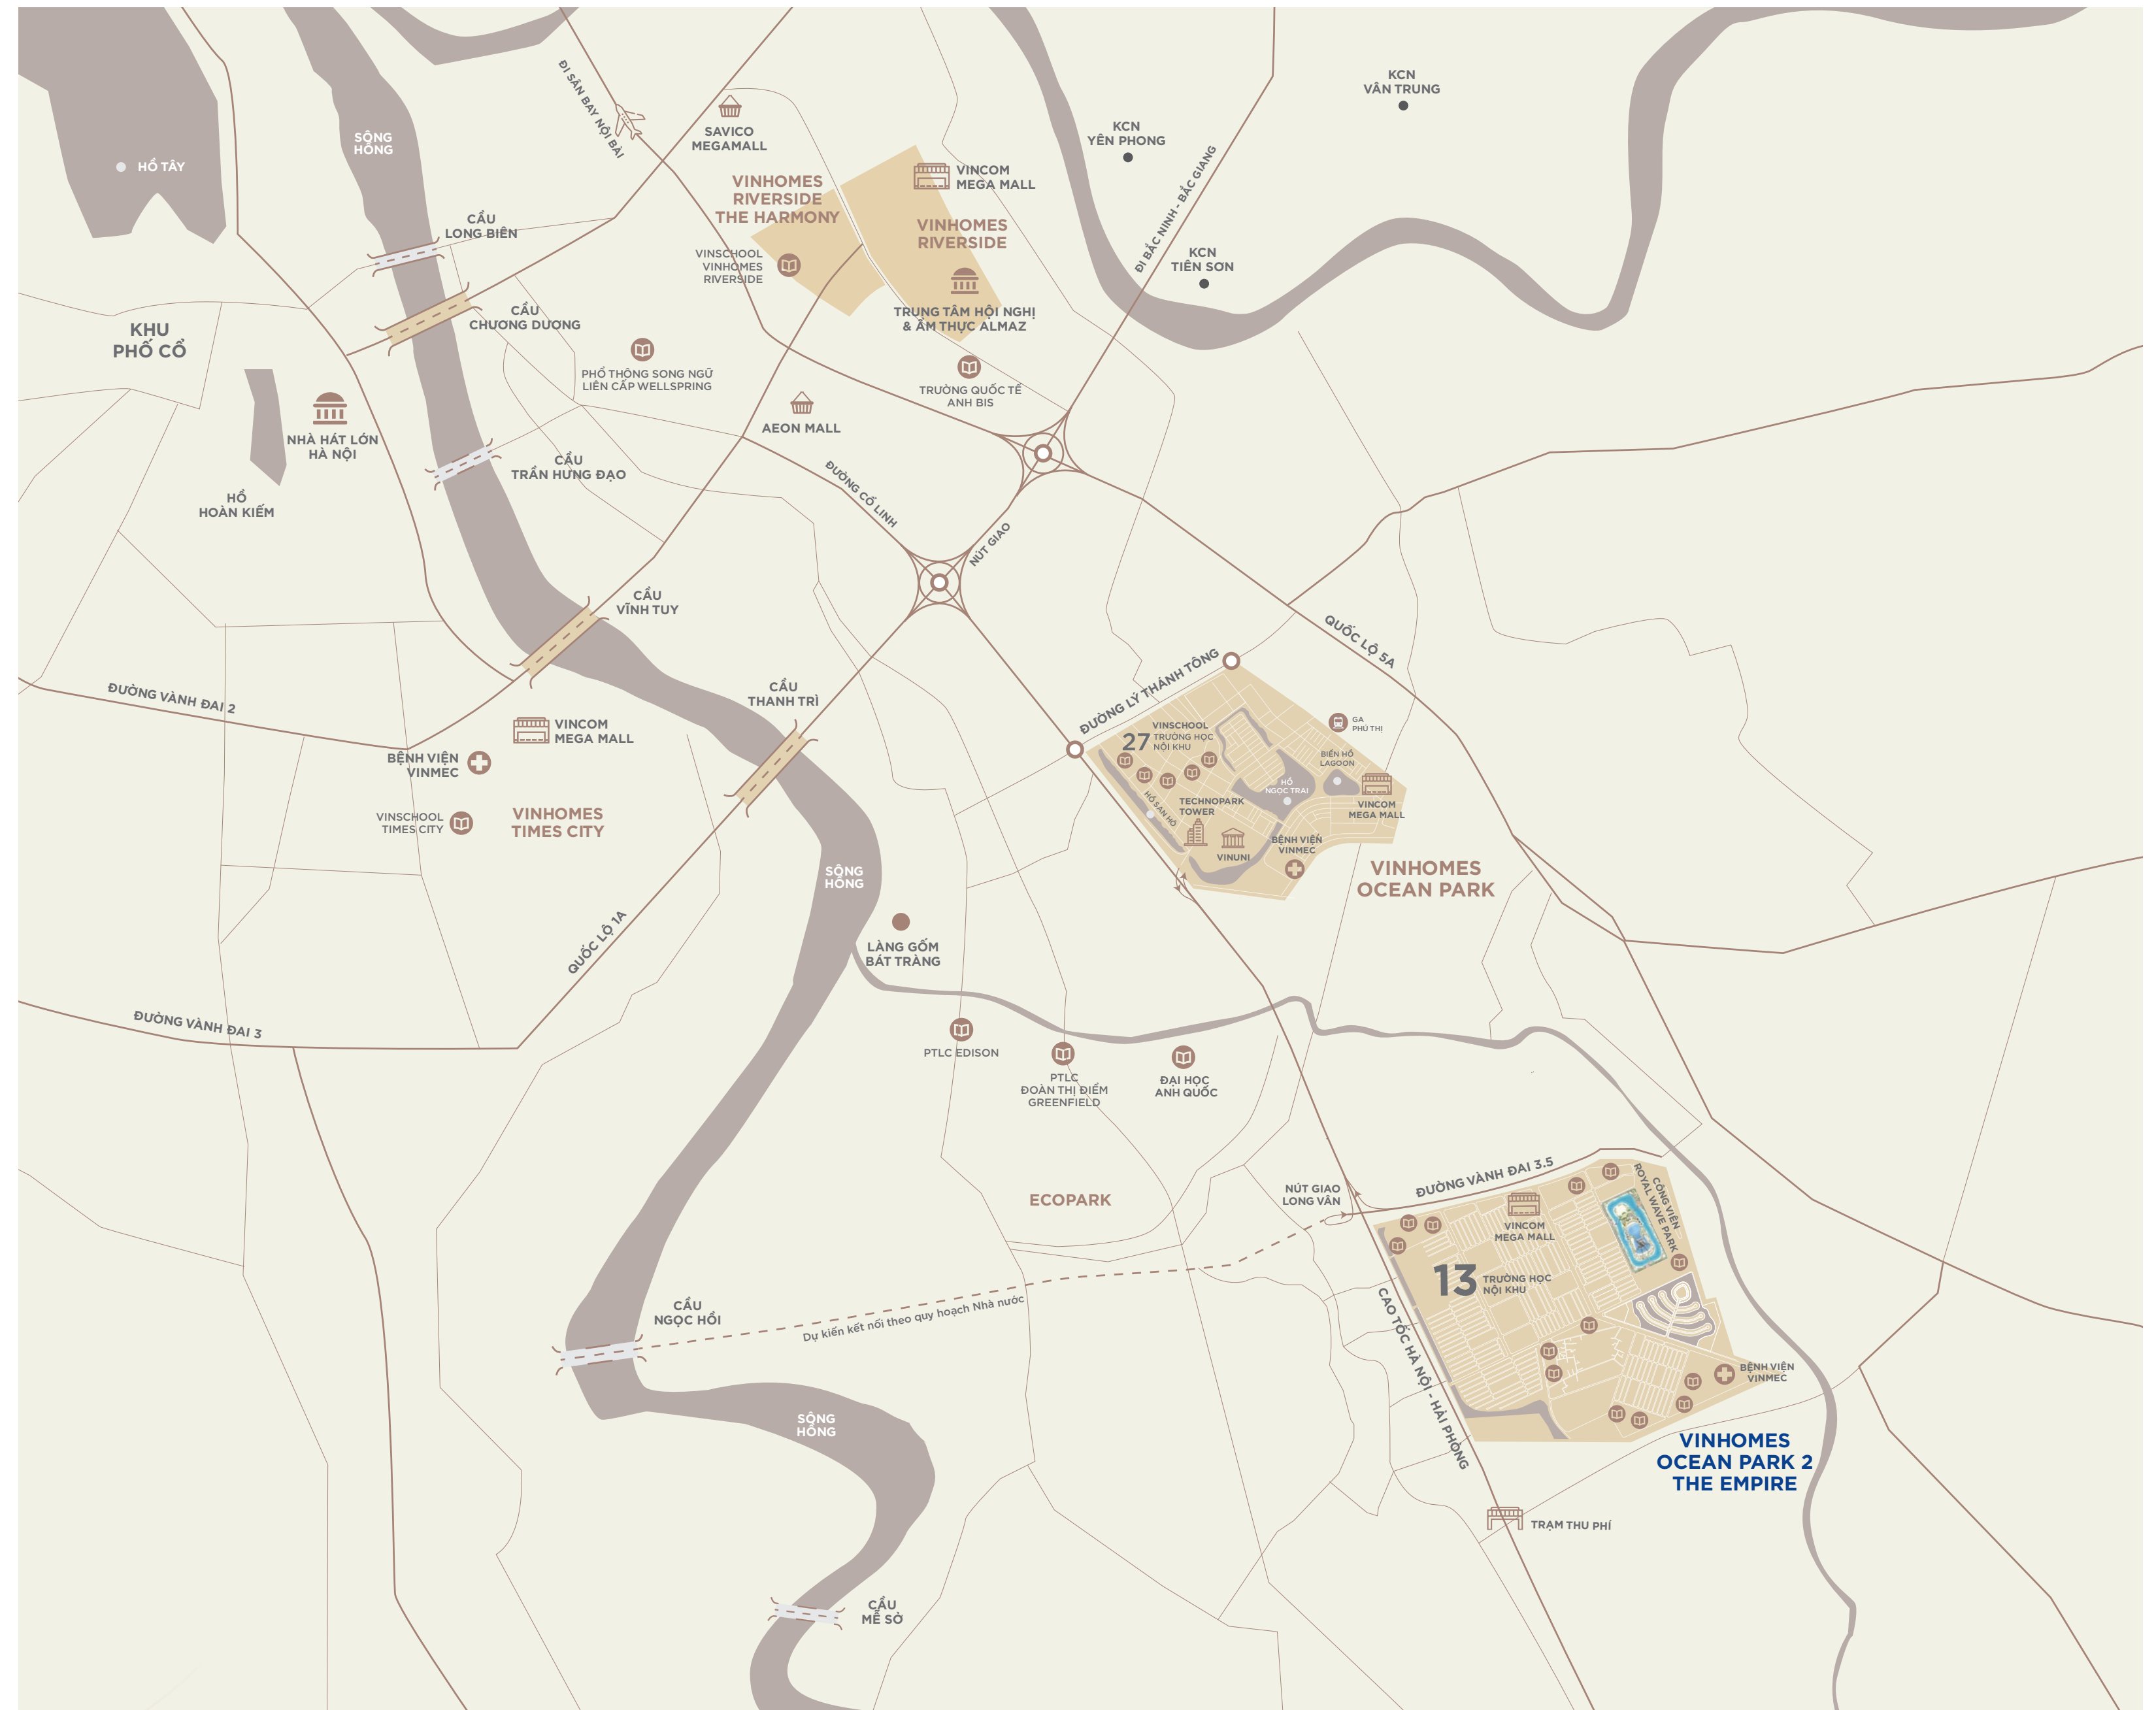 ĐI SÂN BAY NỘI BÀI
SAVICO
MEGAMALL
KCN
VÂN TRUNG
KCN
YÊN PHONG
SÔNG
HỒNG
HỒ TÂY
VINCOM
MEGA MALL
VINHOMES
RIVERSIDE
THE HARMONY
VINHOMES
RIVERSIDE
ĐI BẮC NINH - BẮC GIANG
CẦU
LONG BIÊN
VINSCHOOL
VINHOMES
RIVERSIDE
KCN
TIÊN SƠN
CẦU
CHƯƠNG DƯƠNG
TRUNG TÂM HỘI NGHỊ
& ẨM THỰC ALMAZ
KHU
PHỐ CỔ
PHỔ THÔNG SONG NGỮ
LIÊN CẤP WELLSPRING
TRƯỜNG QUỐC TẾ
ANH BIS
AEON MALL
NHÀ HÁT LỚN
HÀ NỘI
CẦU
TRẦN HƯNG ĐẠO
HỒ
HOÀN KIẾM
ĐƯỜNG CỔ LINH
NÚT GIAO
CẦU
VĨNH TUY
QUỐC LỘ 5A
ĐƯỜNG LÝ THÁNH TÔNG
CẦU
THANH TRÌ
ĐƯỜNG VÀNH ĐAI 2
VINCOM
MEGA MALL
BỆNH VIỆN
VINMEC
VINSCHOOL
TIMES CITY
VINHOMES
TIMES CITY
27
VINSCHOOL
TRƯỜNG HỌC
NỘI KHU
GA
PHÚ THỊ
BIỂN HỒ
LAGOON
HỒ
NGỌC TRAI
HỒ SAN HÔ
TECHNOPARK
TOWER
VINCOM
MEGA MALL
VINUNI
BỆNH VIỆN
VINMEC
VINHOMES
OCEAN PARK
SÔNG
HỒNG
QUỐC LỘ 1A
LÀNG GỐM
BÁT TRÀNG
ĐƯỜNG VÀNH ĐAI 3
PTLC EDISON
PTLC
ĐOÀN THỊ ĐIỂM
GREENFIELD
ĐẠI HỌC
ANH QUỐC
ECOPARK
NÚT GIAO
LONG VÂN
ĐƯỜNG VÀNH ĐAI 3.5
CÔNG VIÊN
ROYAL WAVE PARK
VINCOM
MEGA MALL
13
TRƯỜNG HỌC
NỘI KHU
CẦU
NGỌC HỒI
Dự kiến kết nối theo quy hoạch Nhà nước
CAO TỐC HÀ NỘI - HẢI PHÒNG
BỆNH VIỆN
VINMEC
SÔNG
HỒNG
VINHOMES
OCEAN PARK 2
THE EMPIRE
TRẠM THU PHÍ
CẦU
MỄ SỞ